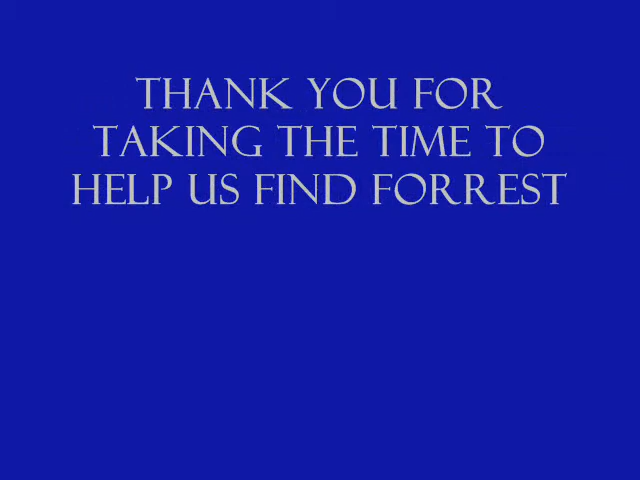 THANK YOU FOR
TAKING THE TIME TO
HELP US FIND FORREST